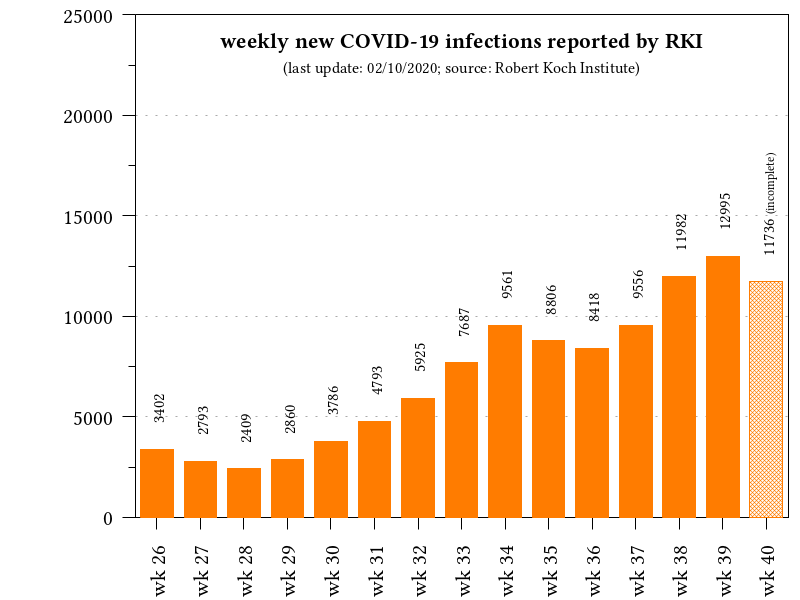 weekly new COVID-19 infections reported by RKI
(last update: 02/10/2020; source: Robert Koch Institute)
25000
20000
15000
10000
5000
0
3402
2793
2409
2860
3786
4793
5925
7687
9561
8806
8418
9556
11982
12995
11736 (incomplete)
wk 26
wk 27
wk 28
wk 29
wk 30
wk 31
wk 32
wk 33
wk 34
wk 35
wk 36
wk 37
wk 38
wk 39
wk 40